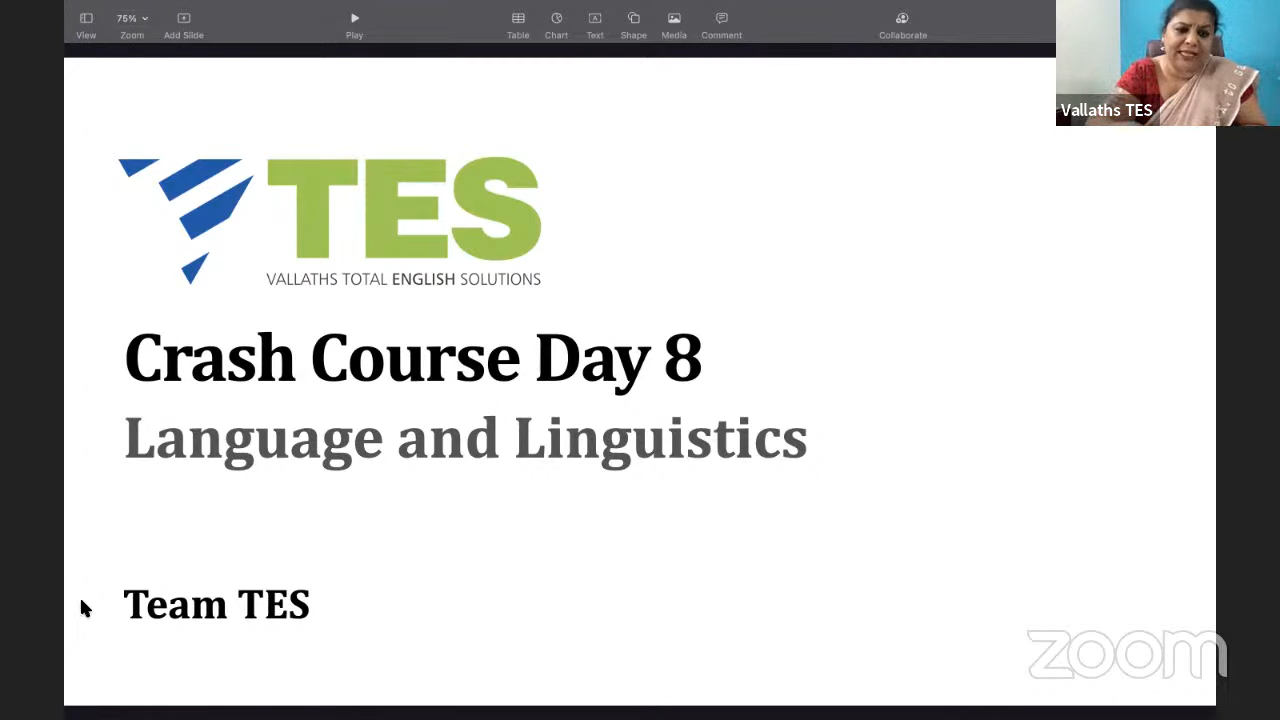 75%
View
Zoom
Add Slide
Play
Table
Chart
Text
Shape
Media
Comment
Collaborate
Vallaths TES
TES
VALLATHS TOTAL ENGLISH SOLUTIONS
Crash Course Day 8
Language and Linguistics
Team TES
zoom